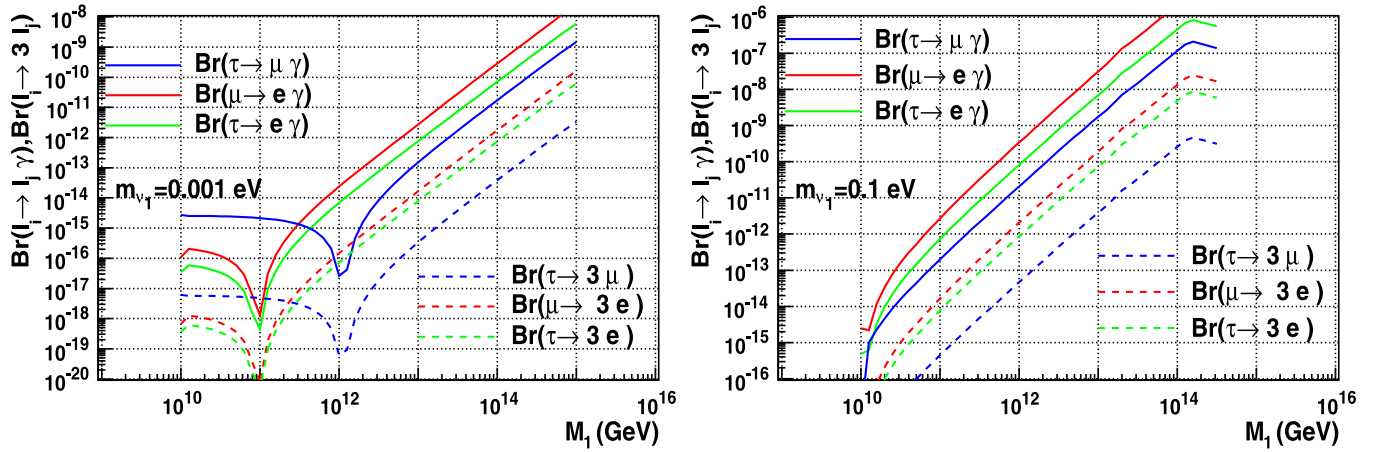 Br(l_i→ l_j γ),Br(l_i→ 3 l_j)
10^-8
10^-9
10^-10
10^-11
10^-12
10^-13
10^-14
10^-15
10^-16
10^-17
10^-18
10^-19
10^-20
Br(τ→ μ γ)
Br(μ→ e γ)
Br(τ→ e γ)
m_ν1=0.001 eV
Br(τ→ 3 μ )
Br(μ→ 3 e )
Br(τ→ 3 e )
10^10 10^12 10^14 10^16
M_1 (GeV)
Br(l_i→ l_j γ),Br(l_i→ 3 l_j)
10^-6
10^-7
10^-8
10^-9
10^-10
10^-11
10^-12
10^-13
10^-14
10^-15
10^-16
Br(τ→ μ γ)
Br(μ→ e γ)
Br(τ→ e γ)
m_ν1=0.1 eV
Br(τ→ 3 μ )
Br(μ→ 3 e )
Br(τ→ 3 e )
10^10 10^12 10^14 10^16
M_1 (GeV)